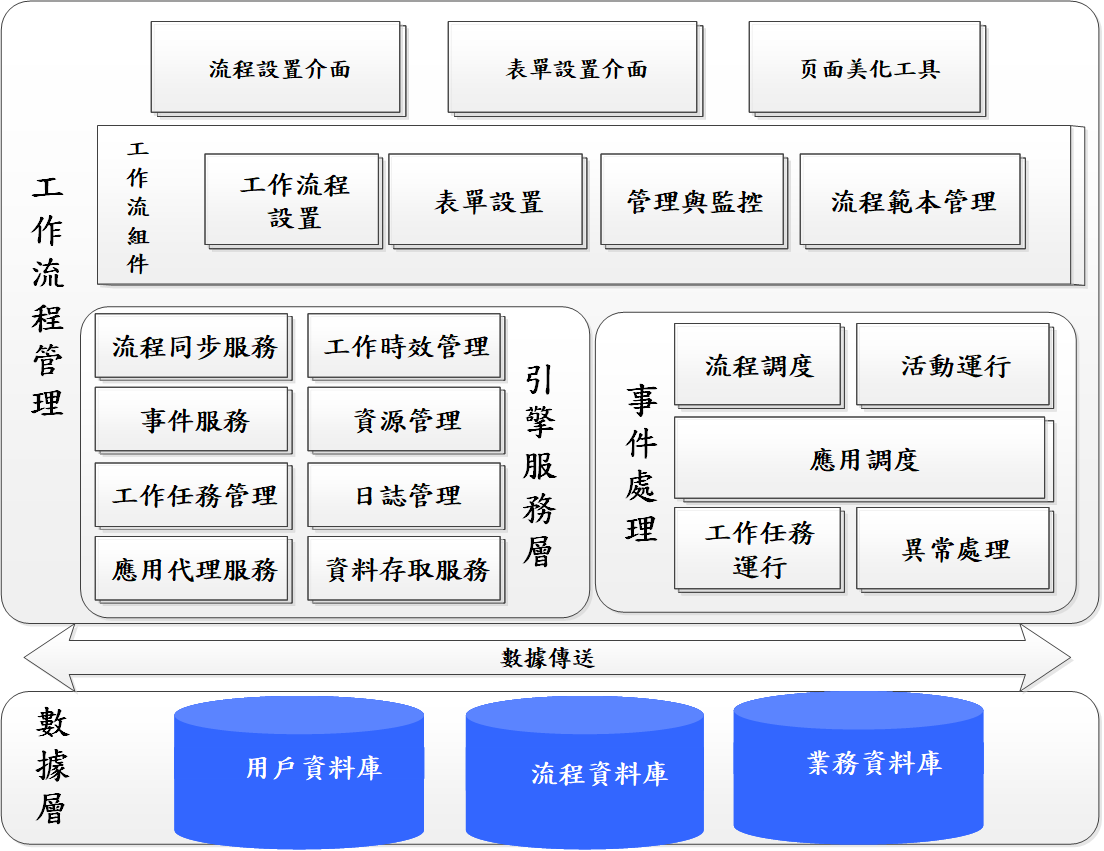 流程設置介面
表單設置介面
页面美化工具
工作流程管理
工作流組件
工作流程
設置
表單設置
管理與監控
流程範本管理
流程同步服務
工作時效管理
事件服務
資源管理
工作任務管理
日誌管理
應用代理服務
資料存取服務
引擎服務層
事件處理
流程調度
活動運行
應用調度
工作任務
運行
異常處理
數據傳送
數據層
用戶資料庫
流程資料庫
業務資料庫